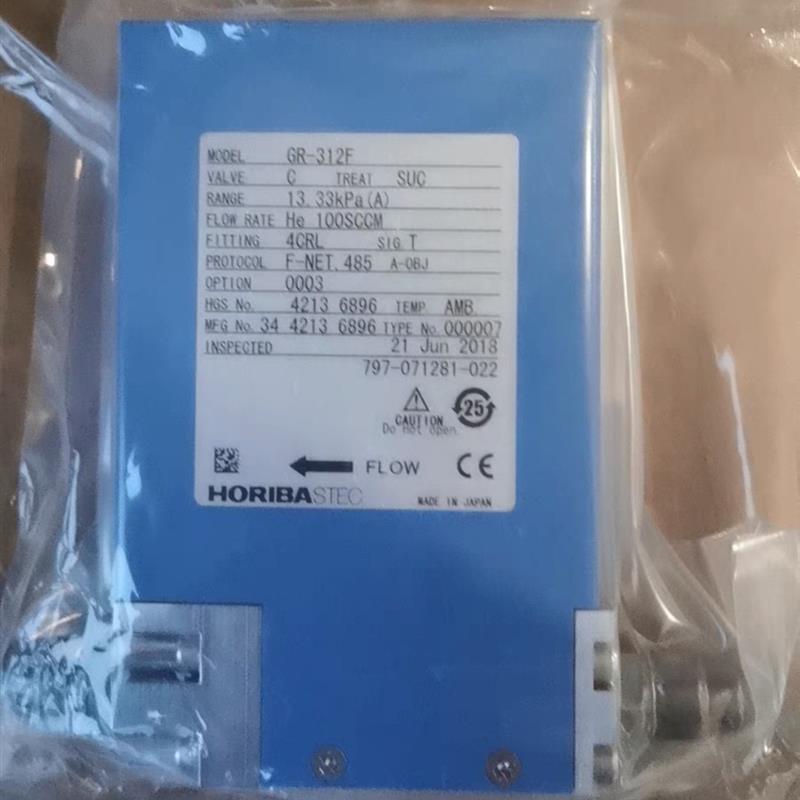 MODEL GR-312F
VALVE C TREAT SUC
RANGE 13.33kPa(A)
FLOW RATE He 100SCCM
FITTING 4CRL SIG T
PROTOCOL F-NET.485 A-OBJ
OPTION 0003
HGS No. 4213 6896 TEMP. AMB.
MFG No. 34 4213 6896 TYPE No. 000007
INSPECTED 21 Jun 2018
797-071281-022
25
CAUTION
Do not open.
FLOW CE
HORIBASTEC MADE IN JAPAN